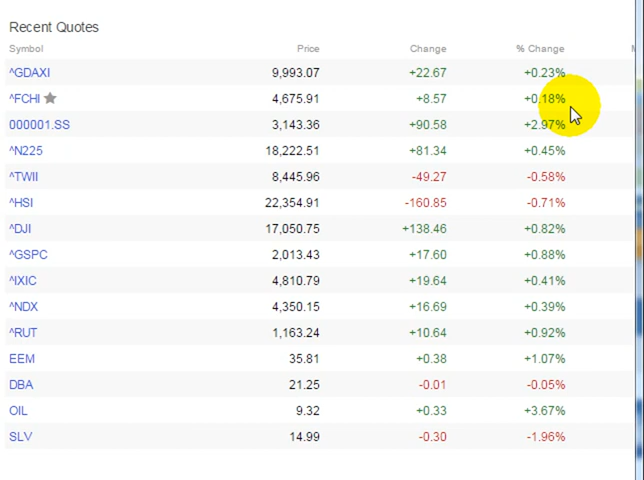 Recent Quotes
Symbol Price Change % Change
^GDAXI 9,993.07 +22.67 +0.23%
^FCHI 4,675.91 +8.57 +0.18%
000001.SS 3,143.36 +90.58 +2.97%
^N225 18,222.51 +81.34 +0.45%
^TWII 8,445.96 -49.27 -0.58%
^HSI 22,354.91 -160.85 -0.71%
^DJI 17,050.75 +138.46 +0.82%
^GSPC 2,013.43 +17.60 +0.88%
^IXIC 4,810.79 +19.64 +0.41%
^NDX 4,350.15 +16.69 +0.39%
^RUT 1,163.24 +10.64 +0.92%
EEM 35.81 +0.38 +1.07%
DBA 21.25 -0.01 -0.05%
OIL 9.32 +0.33 +3.67%
SLV 14.99 -0.30 -1.96%